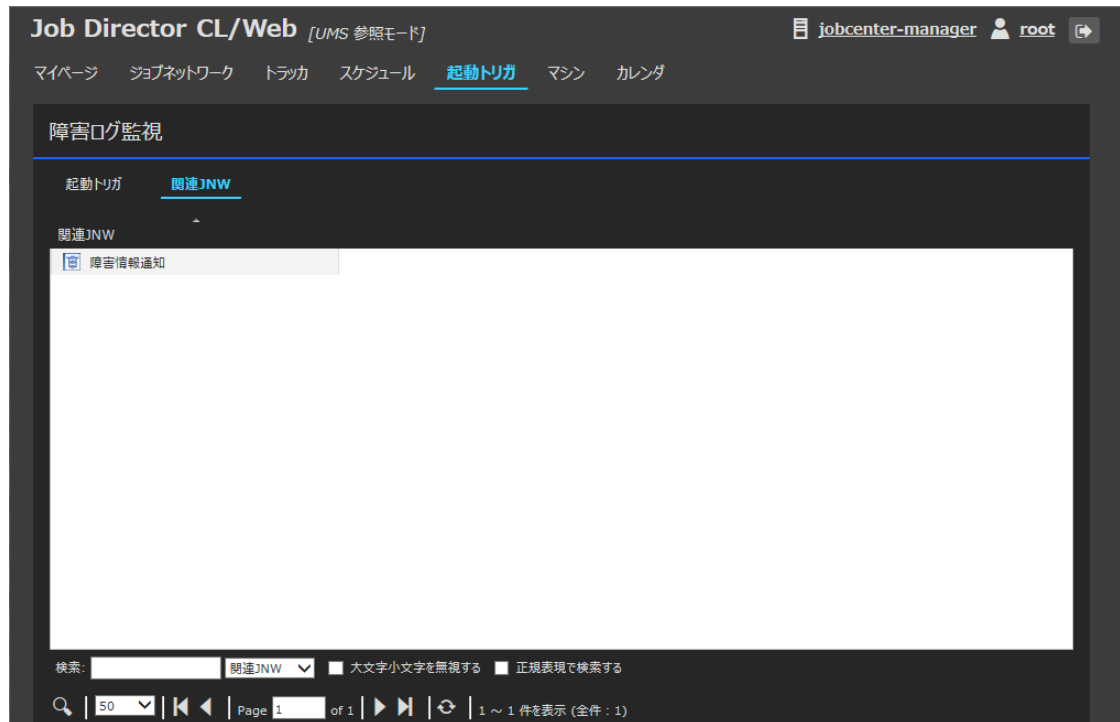 Job Director CL/Web [UMS 参照モード] jobcenter-manager root
マイページ ジョブネットワーク トラッカ スケジュール 起動トリガ マシン カレンダ
障害ログ監視
起動トリガ 関連JNW
関連JNW
障害情報通知
検索: 関連JNW 大文字小文字を無視する 正規表現で検索する
50 Page 1 of 1 1 ~ 1 件を表示 (全件 : 1)